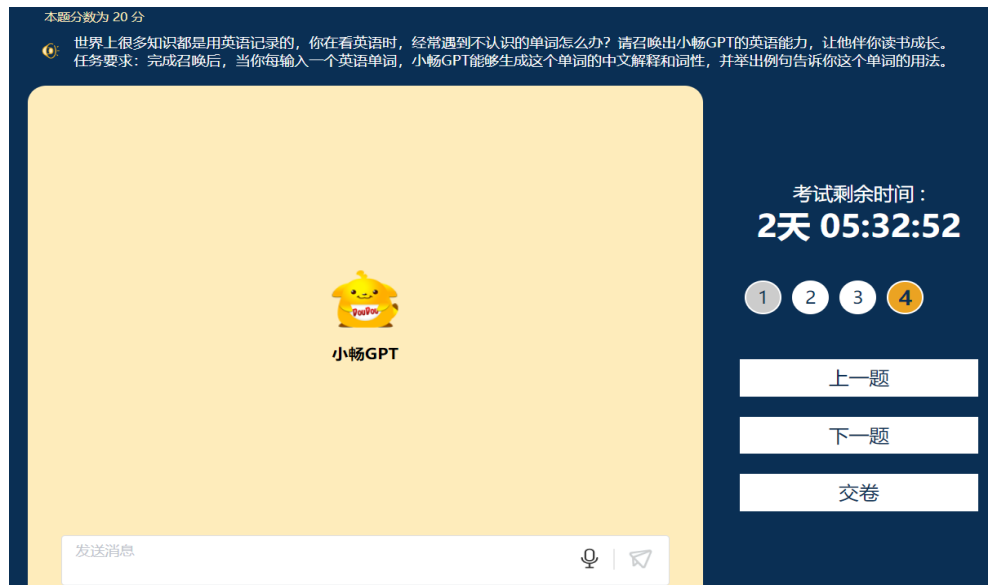 本题分数为 20 分
世界上很多知识都是用英语记录的，你在看英语时，经常遇到不认识的单词怎么办？请召唤出小畅GPT的英语能力，让他伴你读书成长。
任务要求：完成召唤后，当你每输入一个英语单词，小畅GPT能够生成这个单词的中文解释和词性，并举出例句告诉你这个单词的用法。
考试剩余时间：
2天 05:32:52
1 2 3 4
DouDou
小畅GPT
上一题
下一题
交卷
发送消息